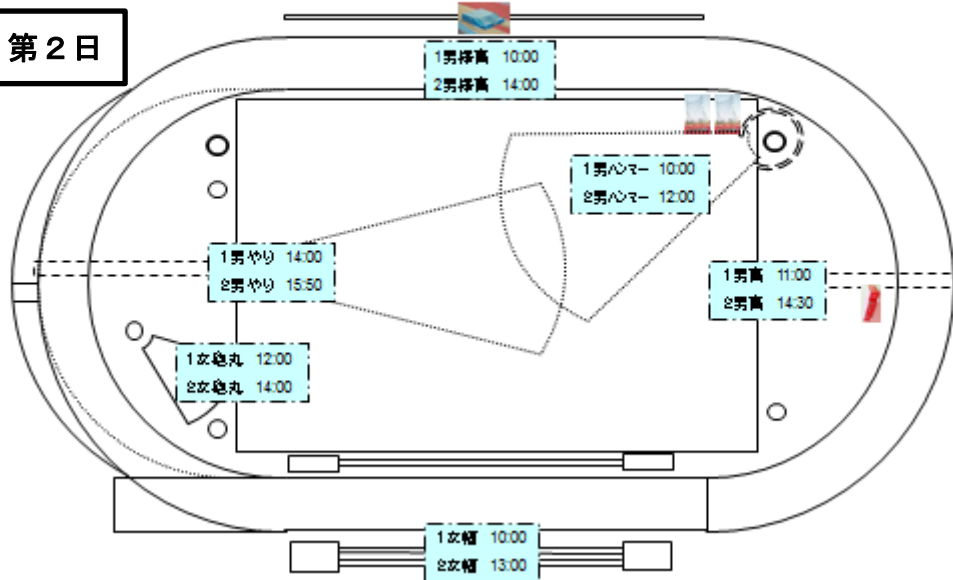 第２日
1男棒高 10:00
2男棒高 14:00
1男ハンマー 10:00
2男ハンマー 12:00
1男やり 14:00
2男やり 15:50
1男高 11:00
2男高 14:30
1女砲丸 12:00
2女砲丸 14:00
1女幅 10:00
2女幅 13:00